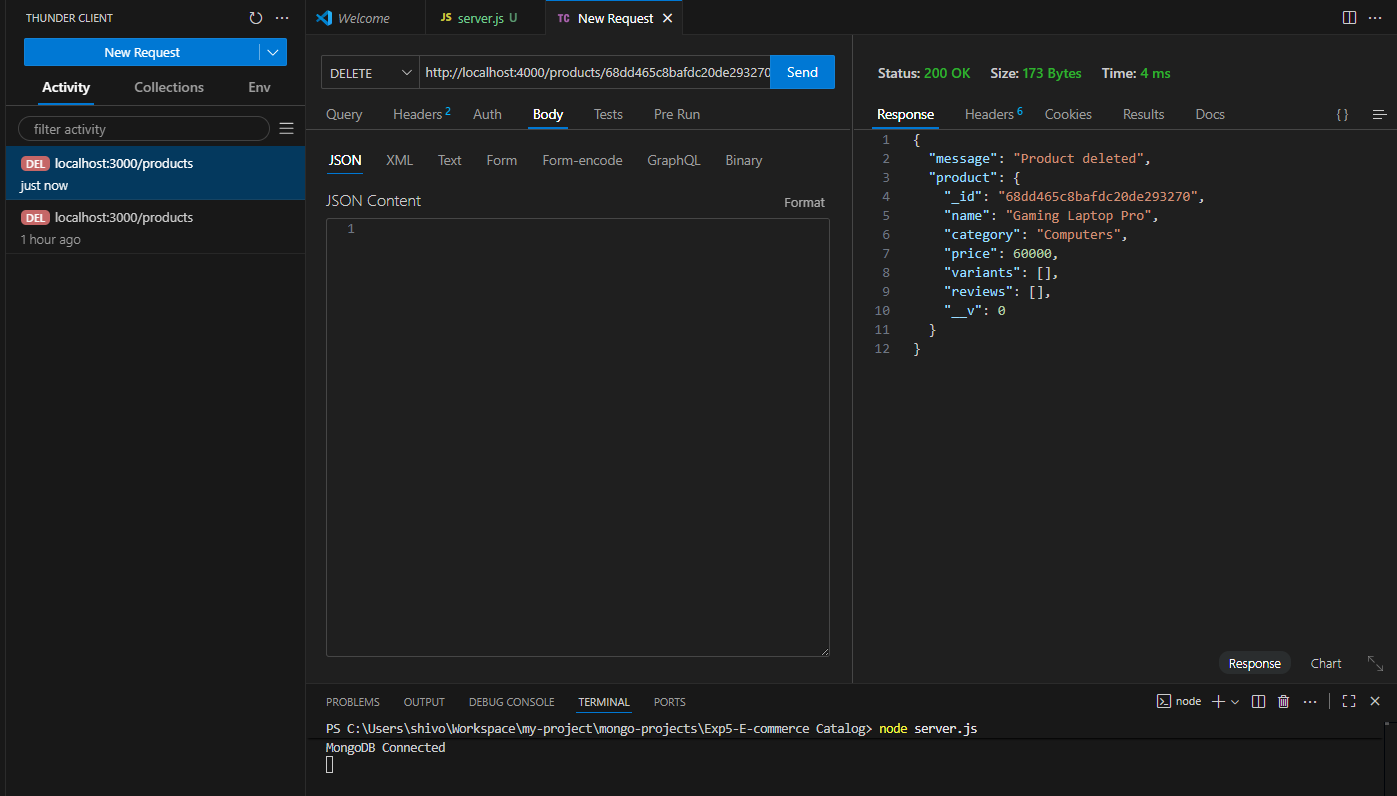 THUNDER CLIENT
New Request
Activity Collections Env
filter activity
DEL localhost:3000/products
just now
DEL localhost:3000/products
1 hour ago
Welcome
JS server.js U
TC New Request
DELETE http://localhost:4000/products/68dd465c8bafdc20de293270 Send
Query Headers 2 Auth Body Tests Pre Run
JSON XML Text Form Form-encode GraphQL Binary
JSON Content Format
1
Status: 200 OK Size: 173 Bytes Time: 4 ms
Response Headers 6 Cookies Results Docs {}
1 {
2 "message": "Product deleted",
3 "product": {
4 "_id": "68dd465c8bafdc20de293270",
5 "name": "Gaming Laptop Pro",
6 "category": "Computers",
7 "price": 60000,
8 "variants": [],
9 "reviews": [],
10 "__v": 0
11 }
12 }
Response Chart
PROBLEMS OUTPUT DEBUG CONSOLE TERMINAL PORTS node
PS C:\Users\shivo\Workspace\my-project\mongo-projects\Exp5-E-commerce Catalog> node server.js
MongoDB Connected